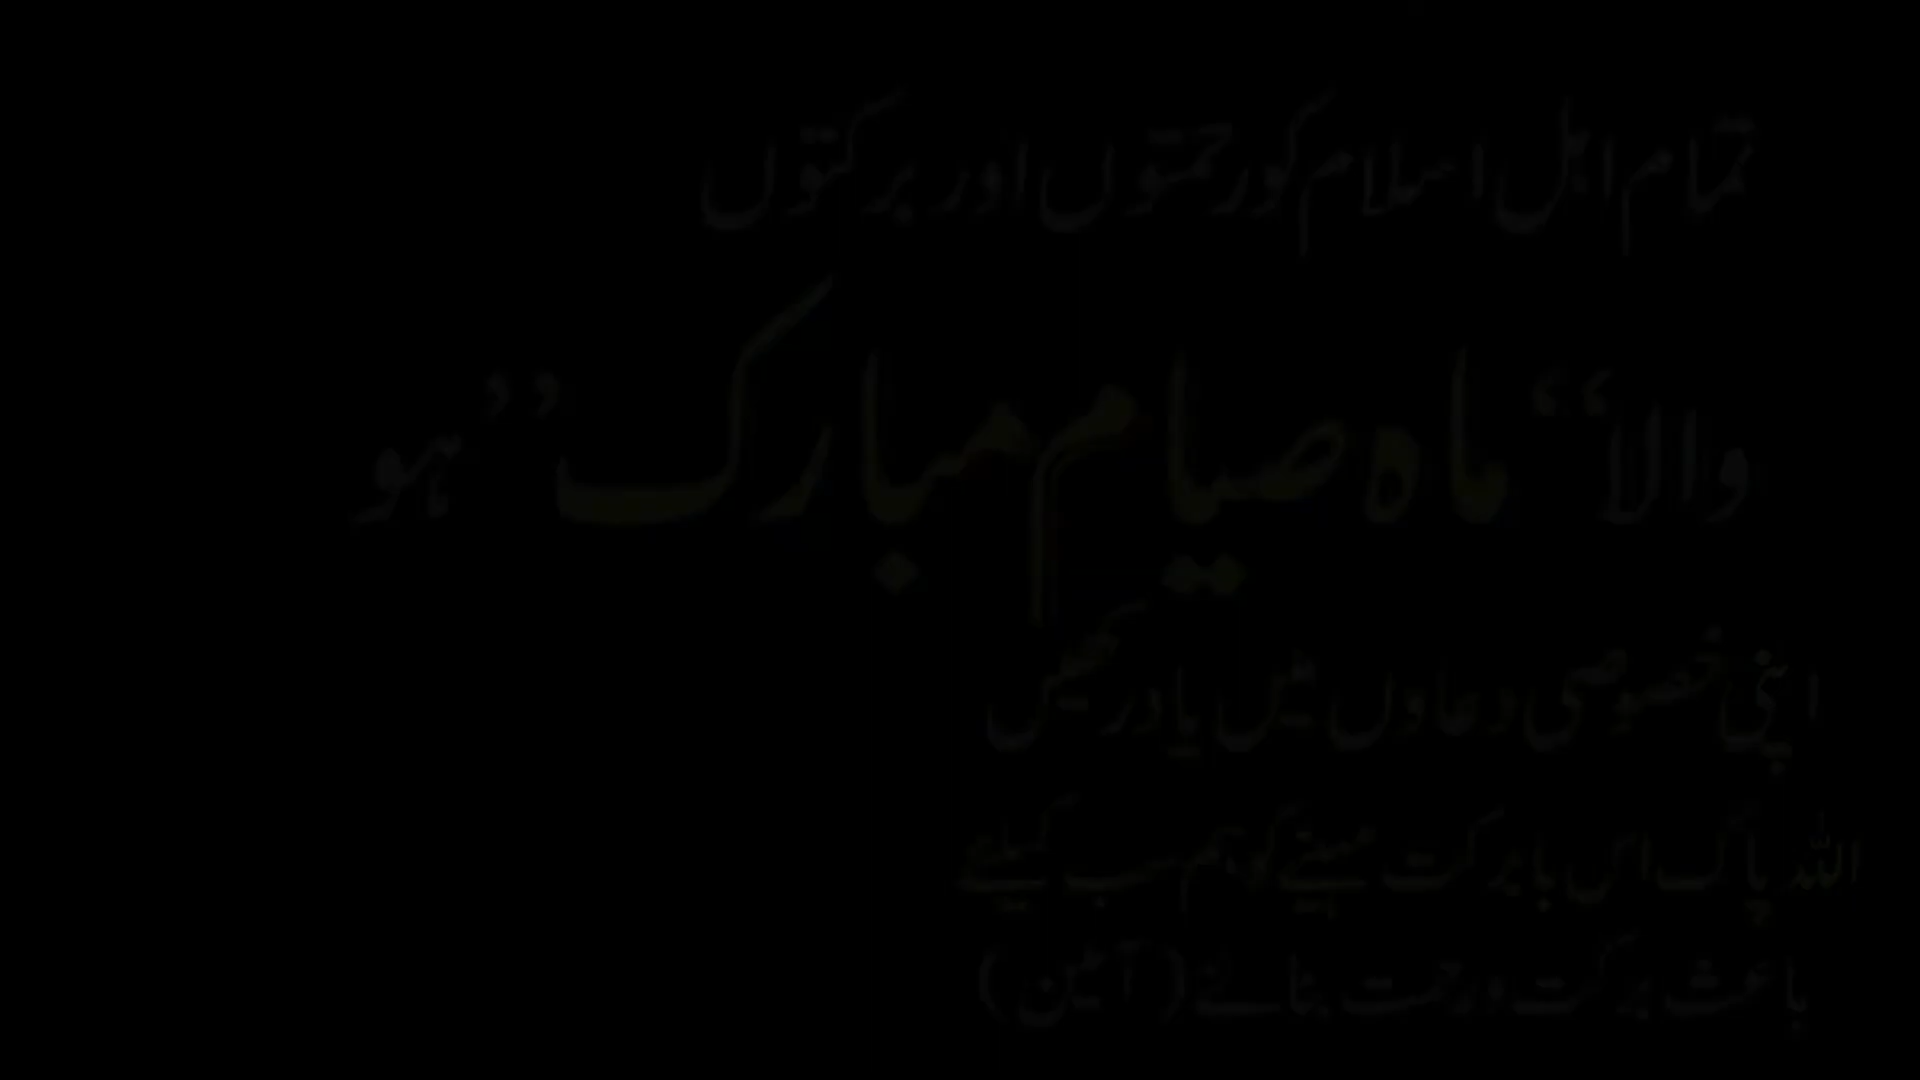 تمام اہل اسلام کو رحمتوں اور برکتوں
والا “ماہ صیام مبارک” ہو
اپنی خصوصی دعاوں میں یاد رکھیں
اللہ پاک اس بابرکت مہینے کو ہم سب کیلئے
باعث برکت و رحمت بنائے (آمین)